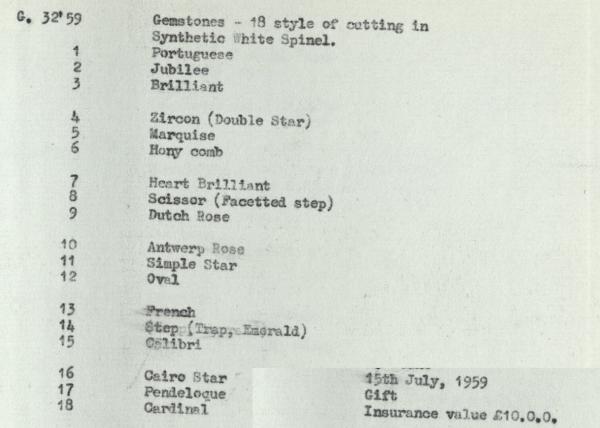 G. 32'59 Gemstones - 18 style of cutting in
Synthetic White Spinel.
1 Portuguese
2 Jubilee
3 Brilliant
4 Zircon (Double Star)
5 Marquise
6 Hony comb
7 Heart Brilliant
8 Scissor (Facetted step)
9 Dutch Rose
10 Antwerp Rose
11 Simple Star
12 Oval
13 French
14 Step (Trap, Emerald)
15 Colibri
16 Cairo Star 15th July, 1959
17 Pendeloque Gift
18 Cardinal Insurance value £10.0.0.